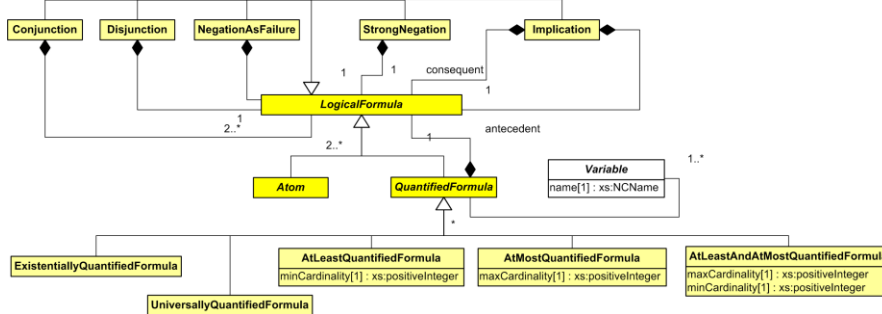 Conjunction
Disjunction
NegationAsFailure
StrongNegation
Implication
1
1
consequent
1
LogicalFormula
1
2..*
antecedent
2..*
1
1..*
Variable
name[1] : xs:NCName
Atom
QuantifiedFormula
*
ExistentiallyQuantifiedFormula
UniversallyQuantifiedFormula
AtLeastQuantifiedFormula
minCardinality[1] : xs:positiveInteger
AtMostQuantifiedFormula
maxCardinality[1] : xs:positiveInteger
AtLeastAndAtMostQuantifiedFormula
maxCardinality[1] : xs:positiveInteger
minCardinality[1] : xs:positiveInteger